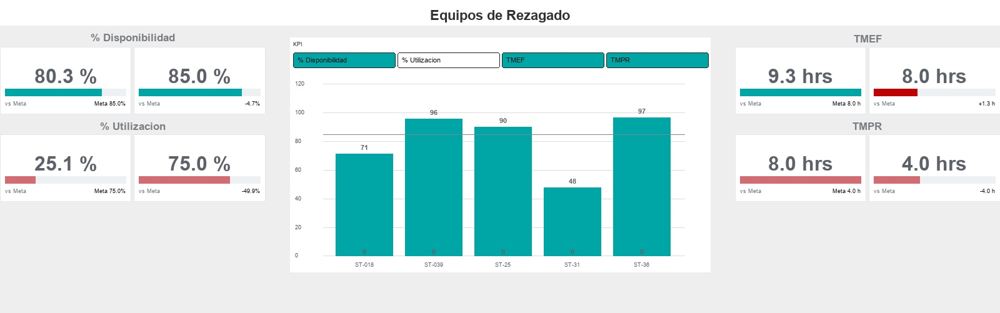 Equipos de Rezagado
% Disponibilidad
80.3 %
vs Meta Meta 85.0%
85.0 %
vs Meta -4.7%
% Utilizacion
25.1 %
vs Meta Meta 75.0%
75.0 %
vs Meta -49.9%
KPI
% Disponibilidad % Utilizacion TMEF TMPR
120
100
80
60
40
20
0
71 96 90 48 97
0 0 0 0 0
ST-018 ST-039 ST-25 ST-31 ST-36
TMEF
9.3 hrs
vs Meta Meta 8.0 h
8.0 hrs
vs Meta +1.3 h
TMPR
8.0 hrs
vs Meta Meta 4.0 h
4.0 hrs
vs Meta -4.0 h